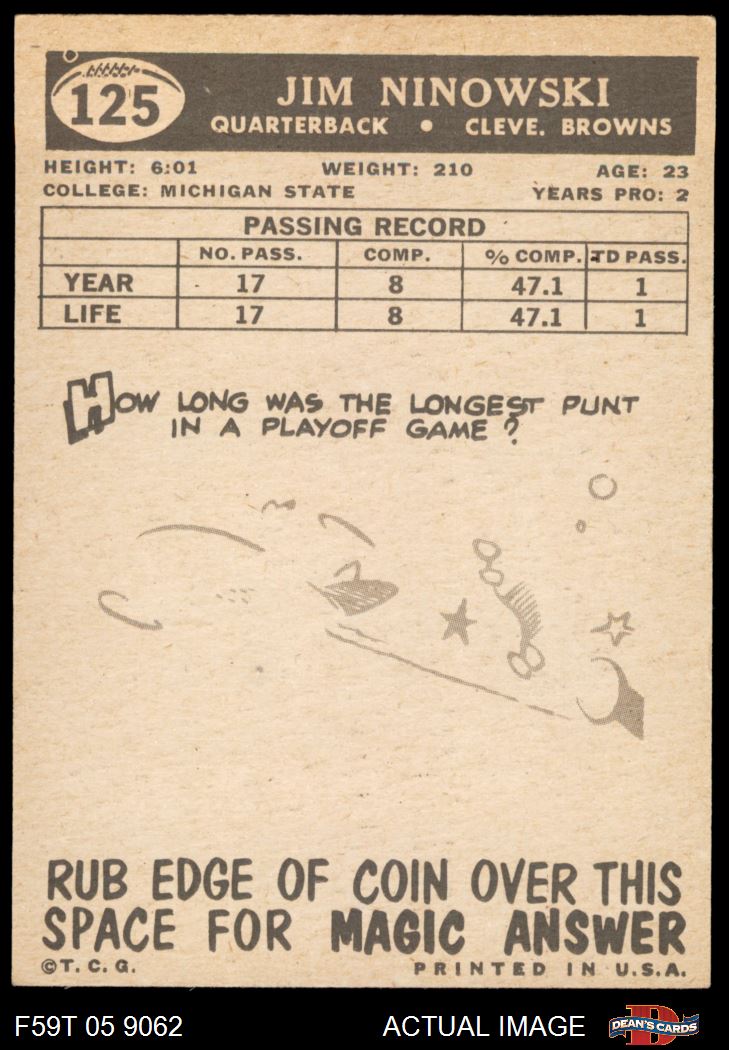 125
JIM NINOWSKI
QUARTERBACK • CLEVE. BROWNS
HEIGHT: 6:01 WEIGHT: 210 AGE: 23
COLLEGE: MICHIGAN STATE YEARS PRO: 2
PASSING RECORD
NO. PASS. COMP. % COMP. TD PASS.
YEAR 17 8 47.1 1
LIFE 17 8 47.1 1
HOW LONG WAS THE LONGEST PUNT
IN A PLAYOFF GAME?
RUB EDGE OF COIN OVER THIS
SPACE FOR MAGIC ANSWER
©T. C. G. PRINTED IN U.S.A.
F59T 05 9062 ACTUAL IMAGE DEAN'S CARDS